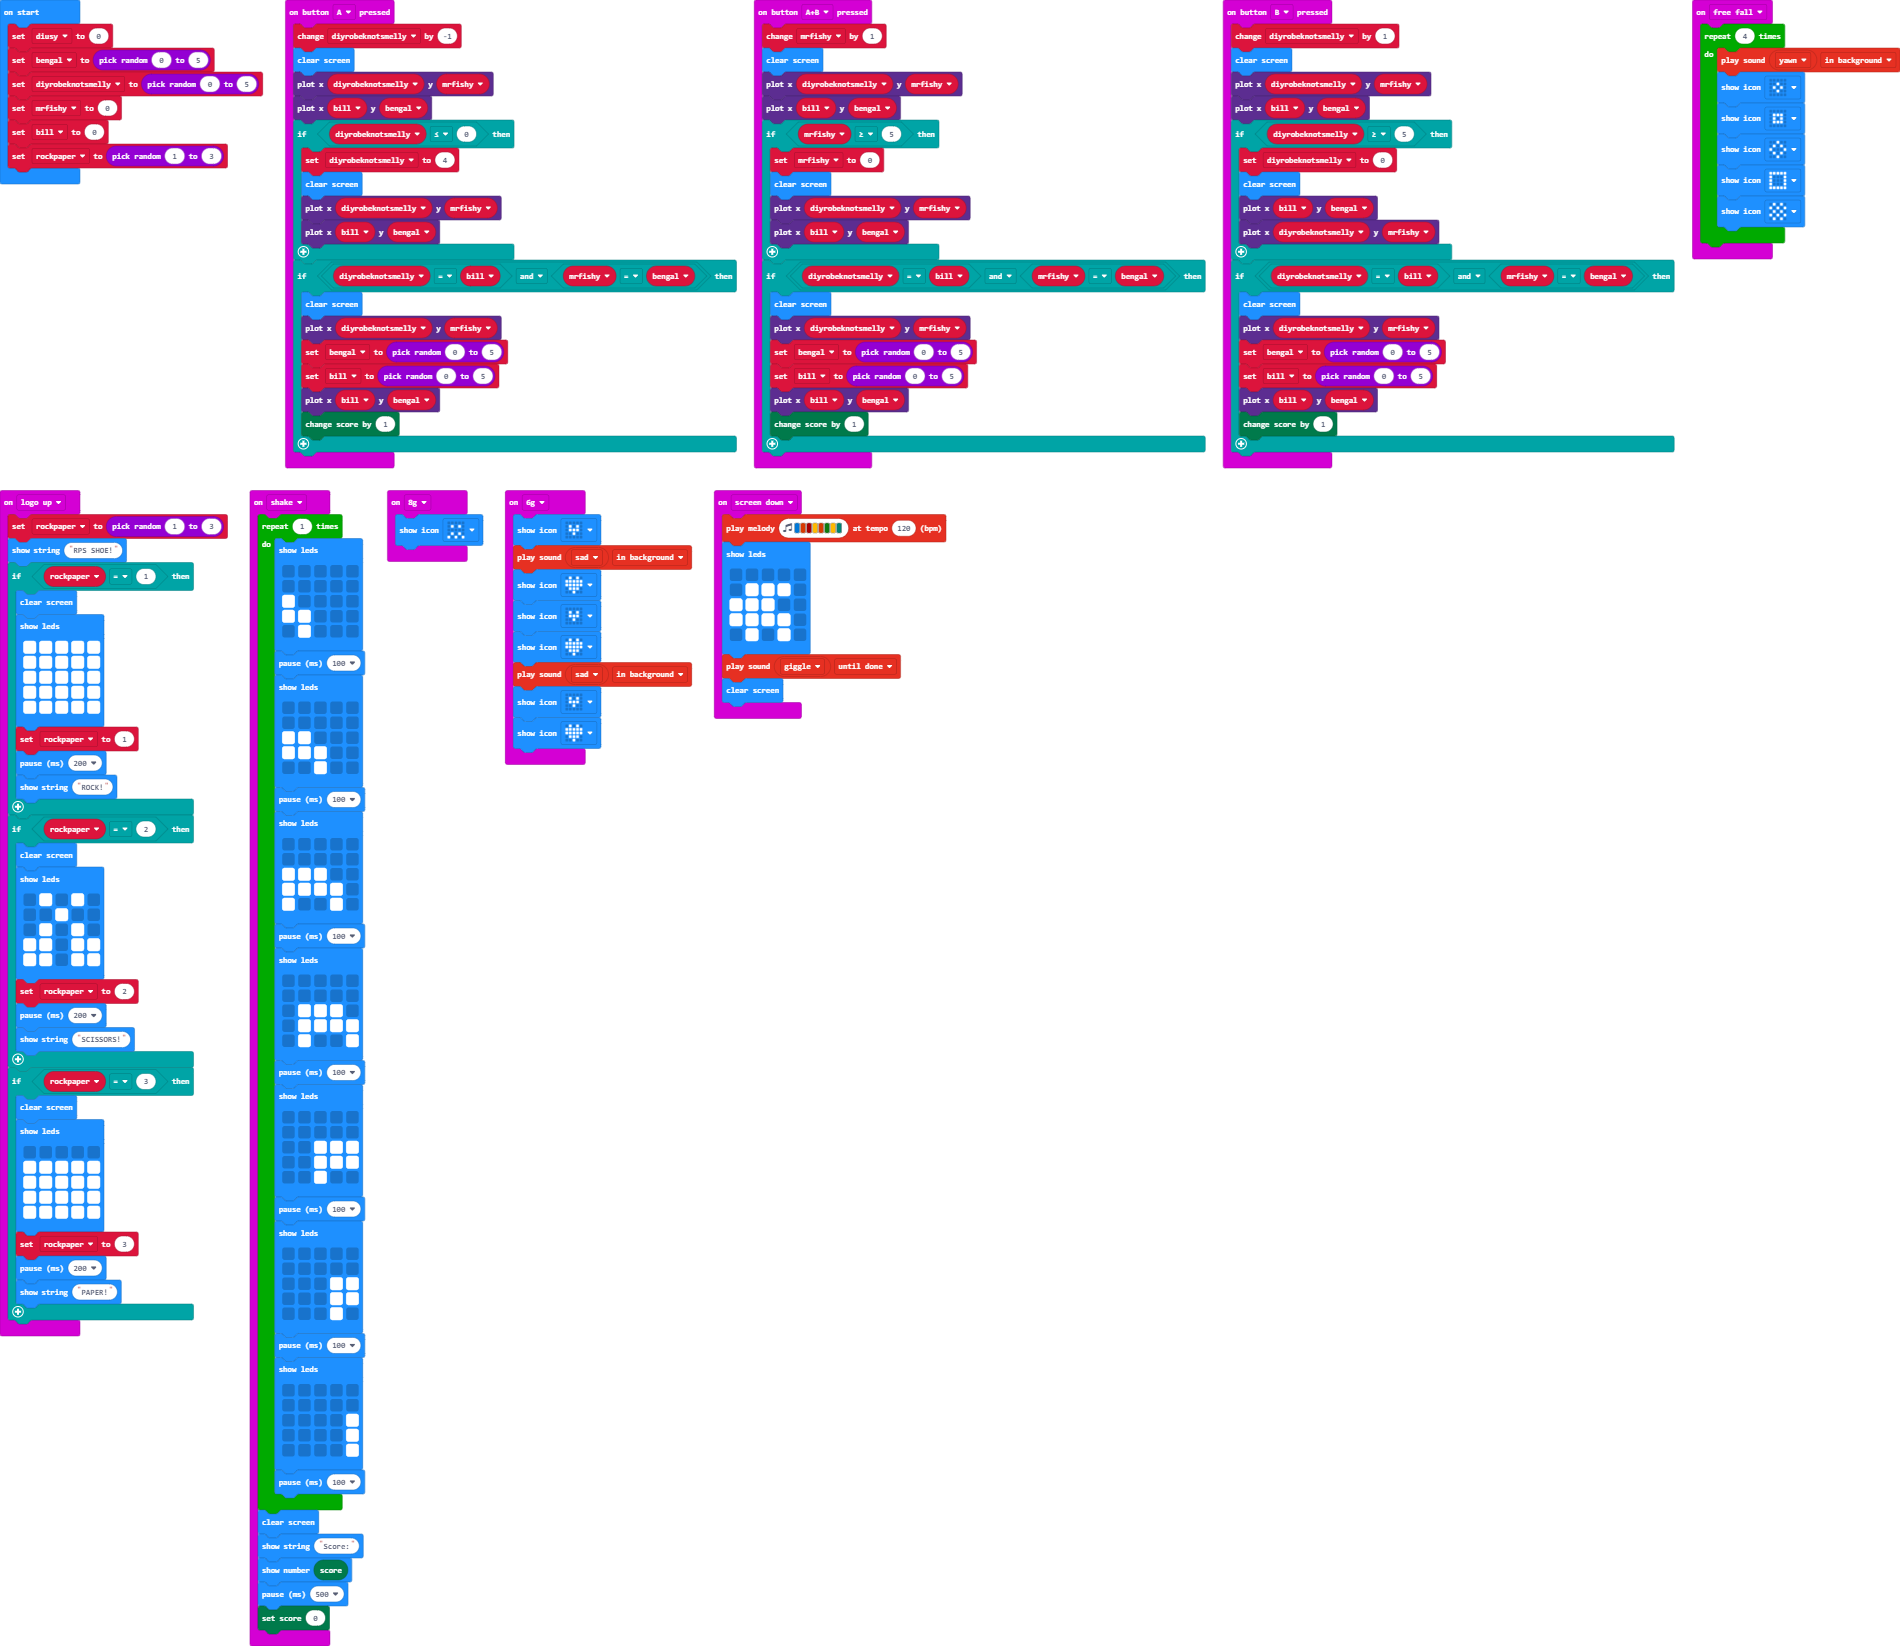 on start
set diusy to 0
set bengal to pick random 0 to 5
set diyrobeknotsmelly to pick random 0 to 5
set mrfishy to 0
set bill to 0
set rockpaper to pick random 1 to 3
on button A pressed
change diyrobeknotsmelly by -1
clear screen
plot x diyrobeknotsmelly y mrfishy
plot x bill y bengal
if diyrobeknotsmelly ≤ 0 then
set diyrobeknotsmelly to 4
clear screen
plot x diyrobeknotsmelly y mrfishy
plot x bill y bengal
if diyrobeknotsmelly = bill and mrfishy = bengal then
clear screen
plot x diyrobeknotsmelly y mrfishy
set bengal to pick random 0 to 5
set bill to pick random 0 to 5
plot x bill y bengal
change score by 1
on button A+B pressed
change mrfishy by 1
clear screen
plot x diyrobeknotsmelly y mrfishy
plot x bill y bengal
if mrfishy ≥ 5 then
set mrfishy to 0
clear screen
plot x diyrobeknotsmelly y mrfishy
plot x bill y bengal
if diyrobeknotsmelly = bill and mrfishy = bengal then
clear screen
plot x diyrobeknotsmelly y mrfishy
set bengal to pick random 0 to 5
set bill to pick random 0 to 5
plot x bill y bengal
change score by 1
on button B pressed
change diyrobeknotsmelly by 1
clear screen
plot x diyrobeknotsmelly y mrfishy
plot x bill y bengal
if diyrobeknotsmelly ≥ 5 then
set diyrobeknotsmelly to 0
clear screen
plot x bill y bengal
plot x diyrobeknotsmelly y mrfishy
if diyrobeknotsmelly = bill and mrfishy = bengal then
clear screen
plot x diyrobeknotsmelly y mrfishy
set bengal to pick random 0 to 5
set bill to pick random 0 to 5
plot x bill y bengal
change score by 1
on free fall
repeat 4 times
do play sound yawn in background
show icon
show icon
show icon
show icon
show icon
on logo up
set rockpaper to pick random 1 to 3
show string "RPS SHOE!"
if rockpaper = 1 then
clear screen
show leds
set rockpaper to 1
pause (ms) 200
show string "ROCK!"
if rockpaper = 2 then
clear screen
show leds
set rockpaper to 2
pause (ms) 200
show string "SCISSORS!"
if rockpaper = 3 then
clear screen
show leds
set rockpaper to 3
pause (ms) 200
show string "PAPER!"
on shake
repeat 1 times
do show leds
pause (ms) 100
show leds
pause (ms) 100
show leds
pause (ms) 100
show leds
pause (ms) 100
show leds
pause (ms) 100
show leds
pause (ms) 100
show leds
pause (ms) 100
clear screen
show string "Score:"
show number score
pause (ms) 500
set score 0
on 8g
show icon
on 6g
show icon
play sound sad in background
show icon
show icon
show icon
play sound sad in background
show icon
show icon
on screen down
play melody at tempo 120 (bpm)
show leds
play sound giggle until done
clear screen